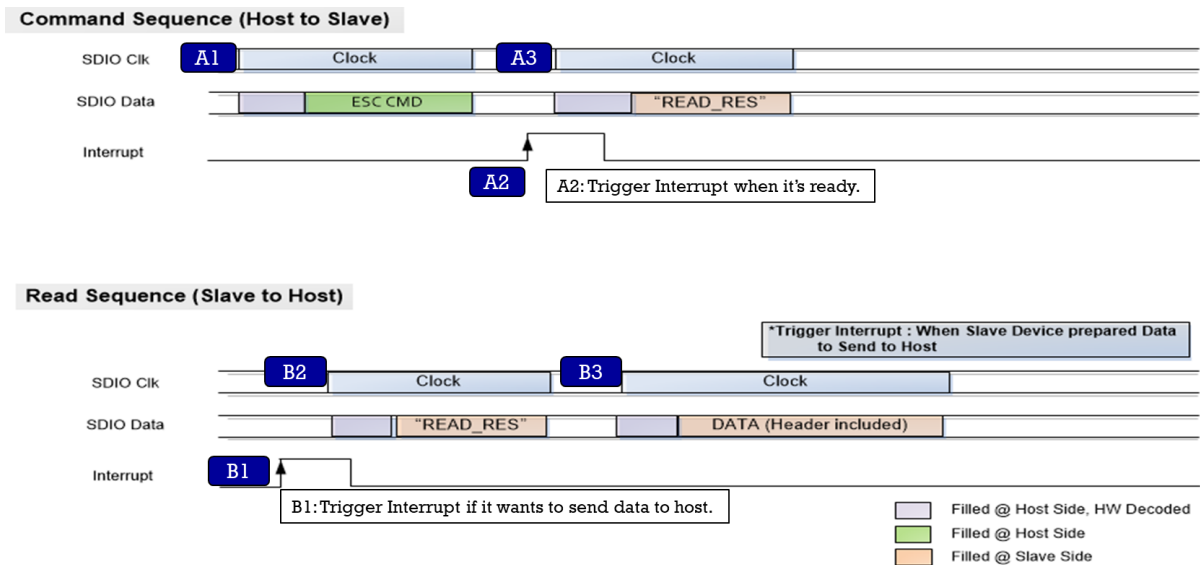 Command Sequence (Host to Slave)
SDIO Clk
A1
Clock
A3
Clock
SDIO Data
ESC CMD
“READ_RES”
Interrupt
A2
A2: Trigger Interrupt when it’s ready.
Read Sequence (Slave to Host)
*Trigger Interrupt : When Slave Device prepared Data
to Send to Host
SDIO Clk
B2
Clock
B3
Clock
SDIO Data
“READ_RES”
DATA (Header included)
Interrupt
B1
B1: Trigger Interrupt if it wants to send data to host.
Filled @ Host Side, HW Decoded
Filled @ Host Side
Filled @ Slave Side